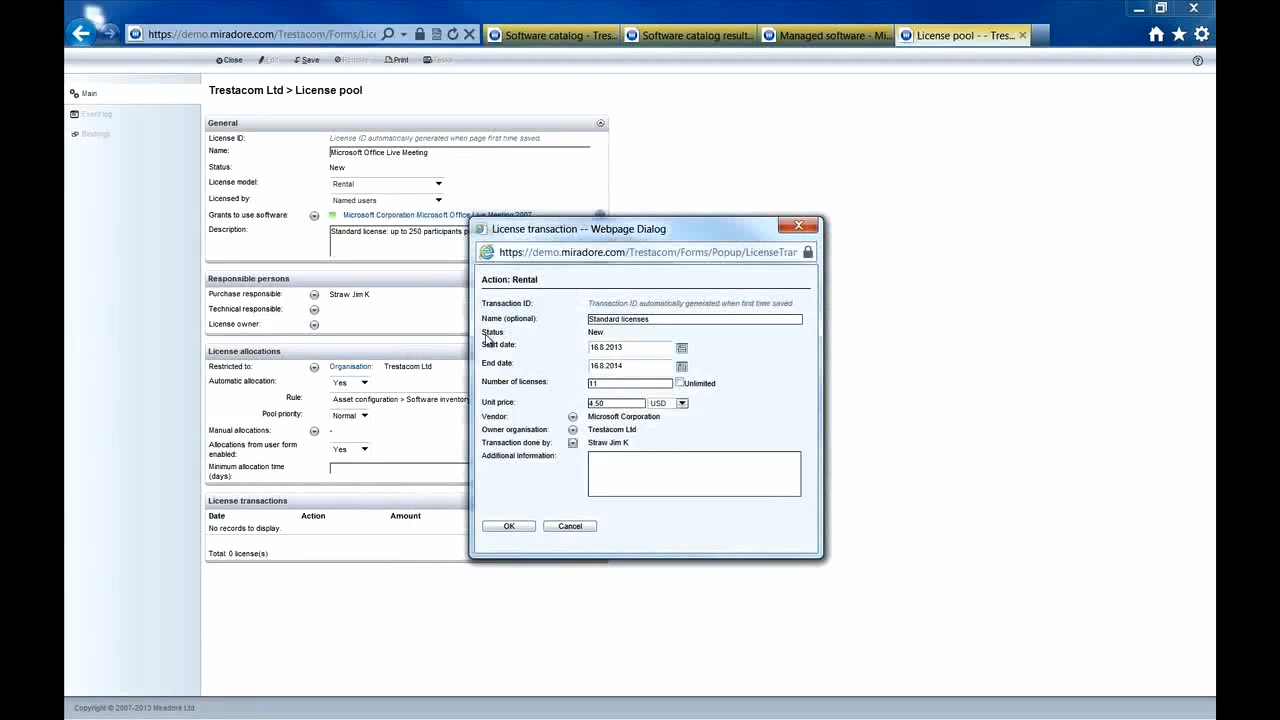 https://demo.miradore.com/Trestacom/Forms/Lice
Software catalog - Tres...
Software catalog result...
Managed software - Mi...
License pool - - Tres...
Close
Edit
Save
Remove
Print
Tasks
Main
Event log
Trestacom Ltd > License pool
General
License ID: License ID automatically generated when page first time saved.
Name: Microsoft Office Live Meeting
Status: New
License model: Rental
Licensed by: Named users
Grants to use software: Microsoft Corporation Microsoft Office Live Meeting 2007
Description: Standard license: up to 250 participants p
Responsible persons
Purchase responsible: Straw Jim K
Technical responsible:
License owner:
License allocations
Restricted to: Organisation: Trestacom Ltd
Automatic allocation: Yes
Rule: Asset configuration > Software inventory
Pool priority: Normal
Manual allocations: -
Allocations from user form
enabled: Yes
Minimum allocation time
(days):
License transactions
Date Action Amount
No records to display.
Total: 0 license(s)
License transaction -- Webpage Dialog
https://demo.miradore.com/Trestacom/Forms/Popup/LicenseTrar
Action: Rental
Transaction ID: Transaction ID automatically generated when first time saved
Name (optional): Standard licenses
Status: New
Start date: 16.8.2013
End date: 16.8.2014
Number of licenses: 11 Unlimited
Unit price: 4.50 USD
Vendor: Microsoft Corporation
Owner organisation: Trestacom Ltd
Transaction done by: Straw Jim K
Additional information:
OK
Cancel
Copyright © 2007-2013 Miradore Ltd